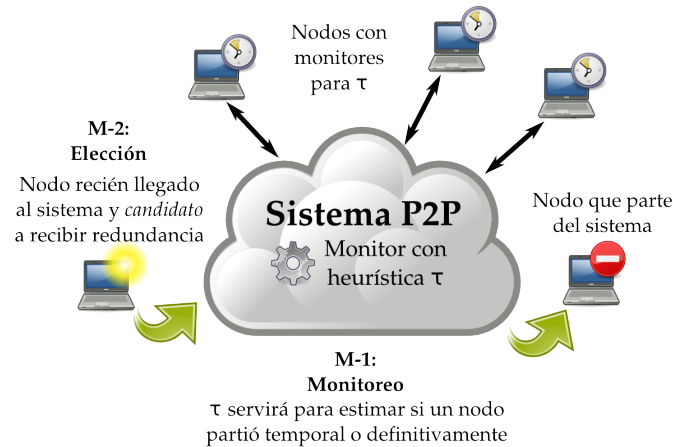 Nodos con
monitores
para τ
M-2:
Elección
Nodo recién llegado
al sistema y candidato
a recibir redundancia
Sistema P2P
Monitor con
heurística τ
Nodo que parte
del sistema
M-1:
Monitoreo
τ servirá para estimar si un nodo
partió temporal o definitivamente